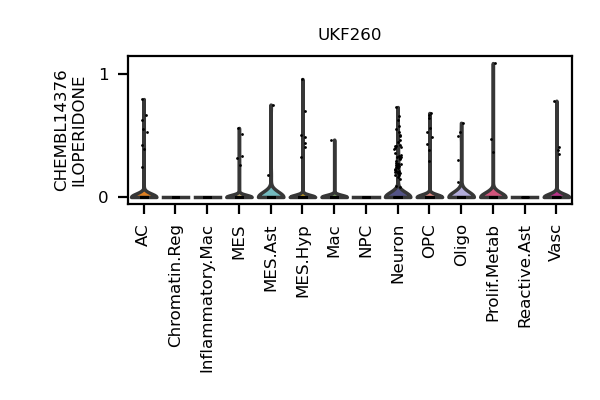 UKF260
CHEMBL14376
ILOPERIDONE
1
0
AC
Chromatin.Reg
Inflammatory.Mac
MES
MES.Ast
MES.Hyp
Mac
NPC
Neuron
OPC
Oligo
Prolif.Metab
Reactive.Ast
Vasc